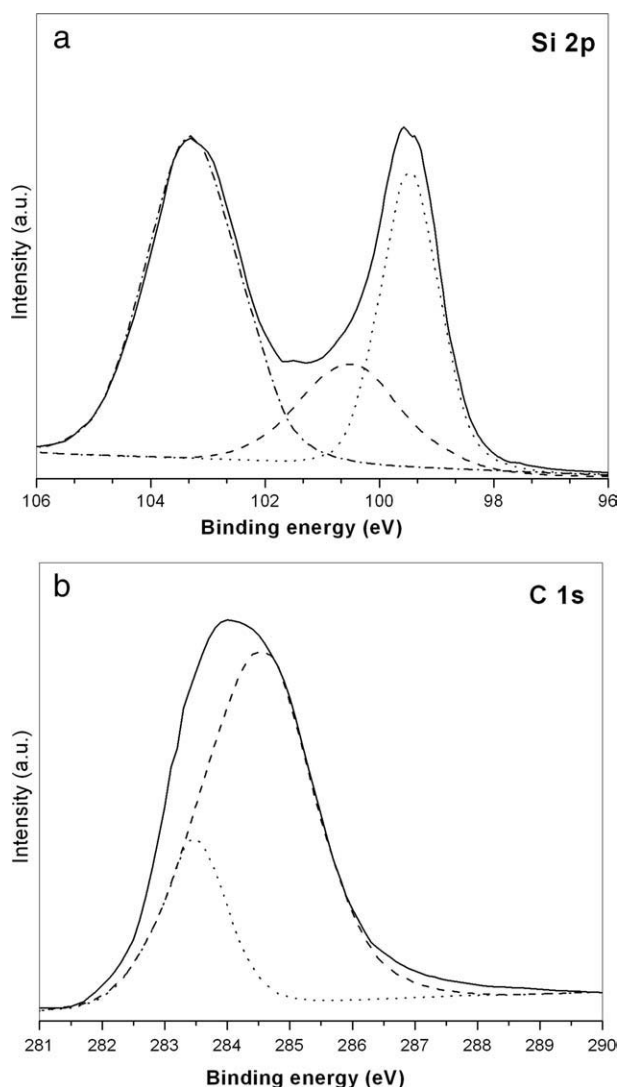 a
Si 2p
Intensity (a.u.)
106 104 102 100 98 96
Binding energy (eV)
b
C 1s
Intensity (a.u.)
281 282 283 284 285 286 287 288 289 290
Binding energy (eV)